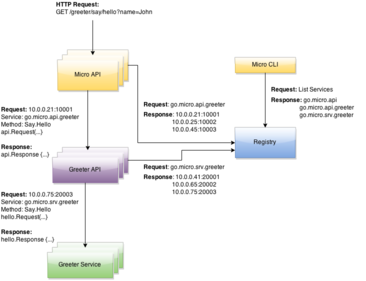 HTTP Request:
GET /greeter/say/hello?name=John
Micro API
Micro CLI
Request: List Services
Response: go.micro.api
go.micro.api.greeter
go.micro.srv.greeter
Request: 10.0.0.21:10001
Service: go.micro.api.greeter
Method: Say.Hello
api.Request{...}
Response:
api.Response {...}
Request: go.micro.api.greeter
Response: 10.0.0.21:10001
10.0.0.25:10002
10.0.0.45:10003
Registry
Greeter API
Request: go.micro.srv.greeter
Response: 10.0.0.41:20001
10.0.0.65:20002
10.0.0.75:20003
Request: 10.0.0.75:20003
Service: go.micro.srv.greeter
Method: Say.Hello
hello.Request{...}
Response:
hello.Response {...}
Greeter Service